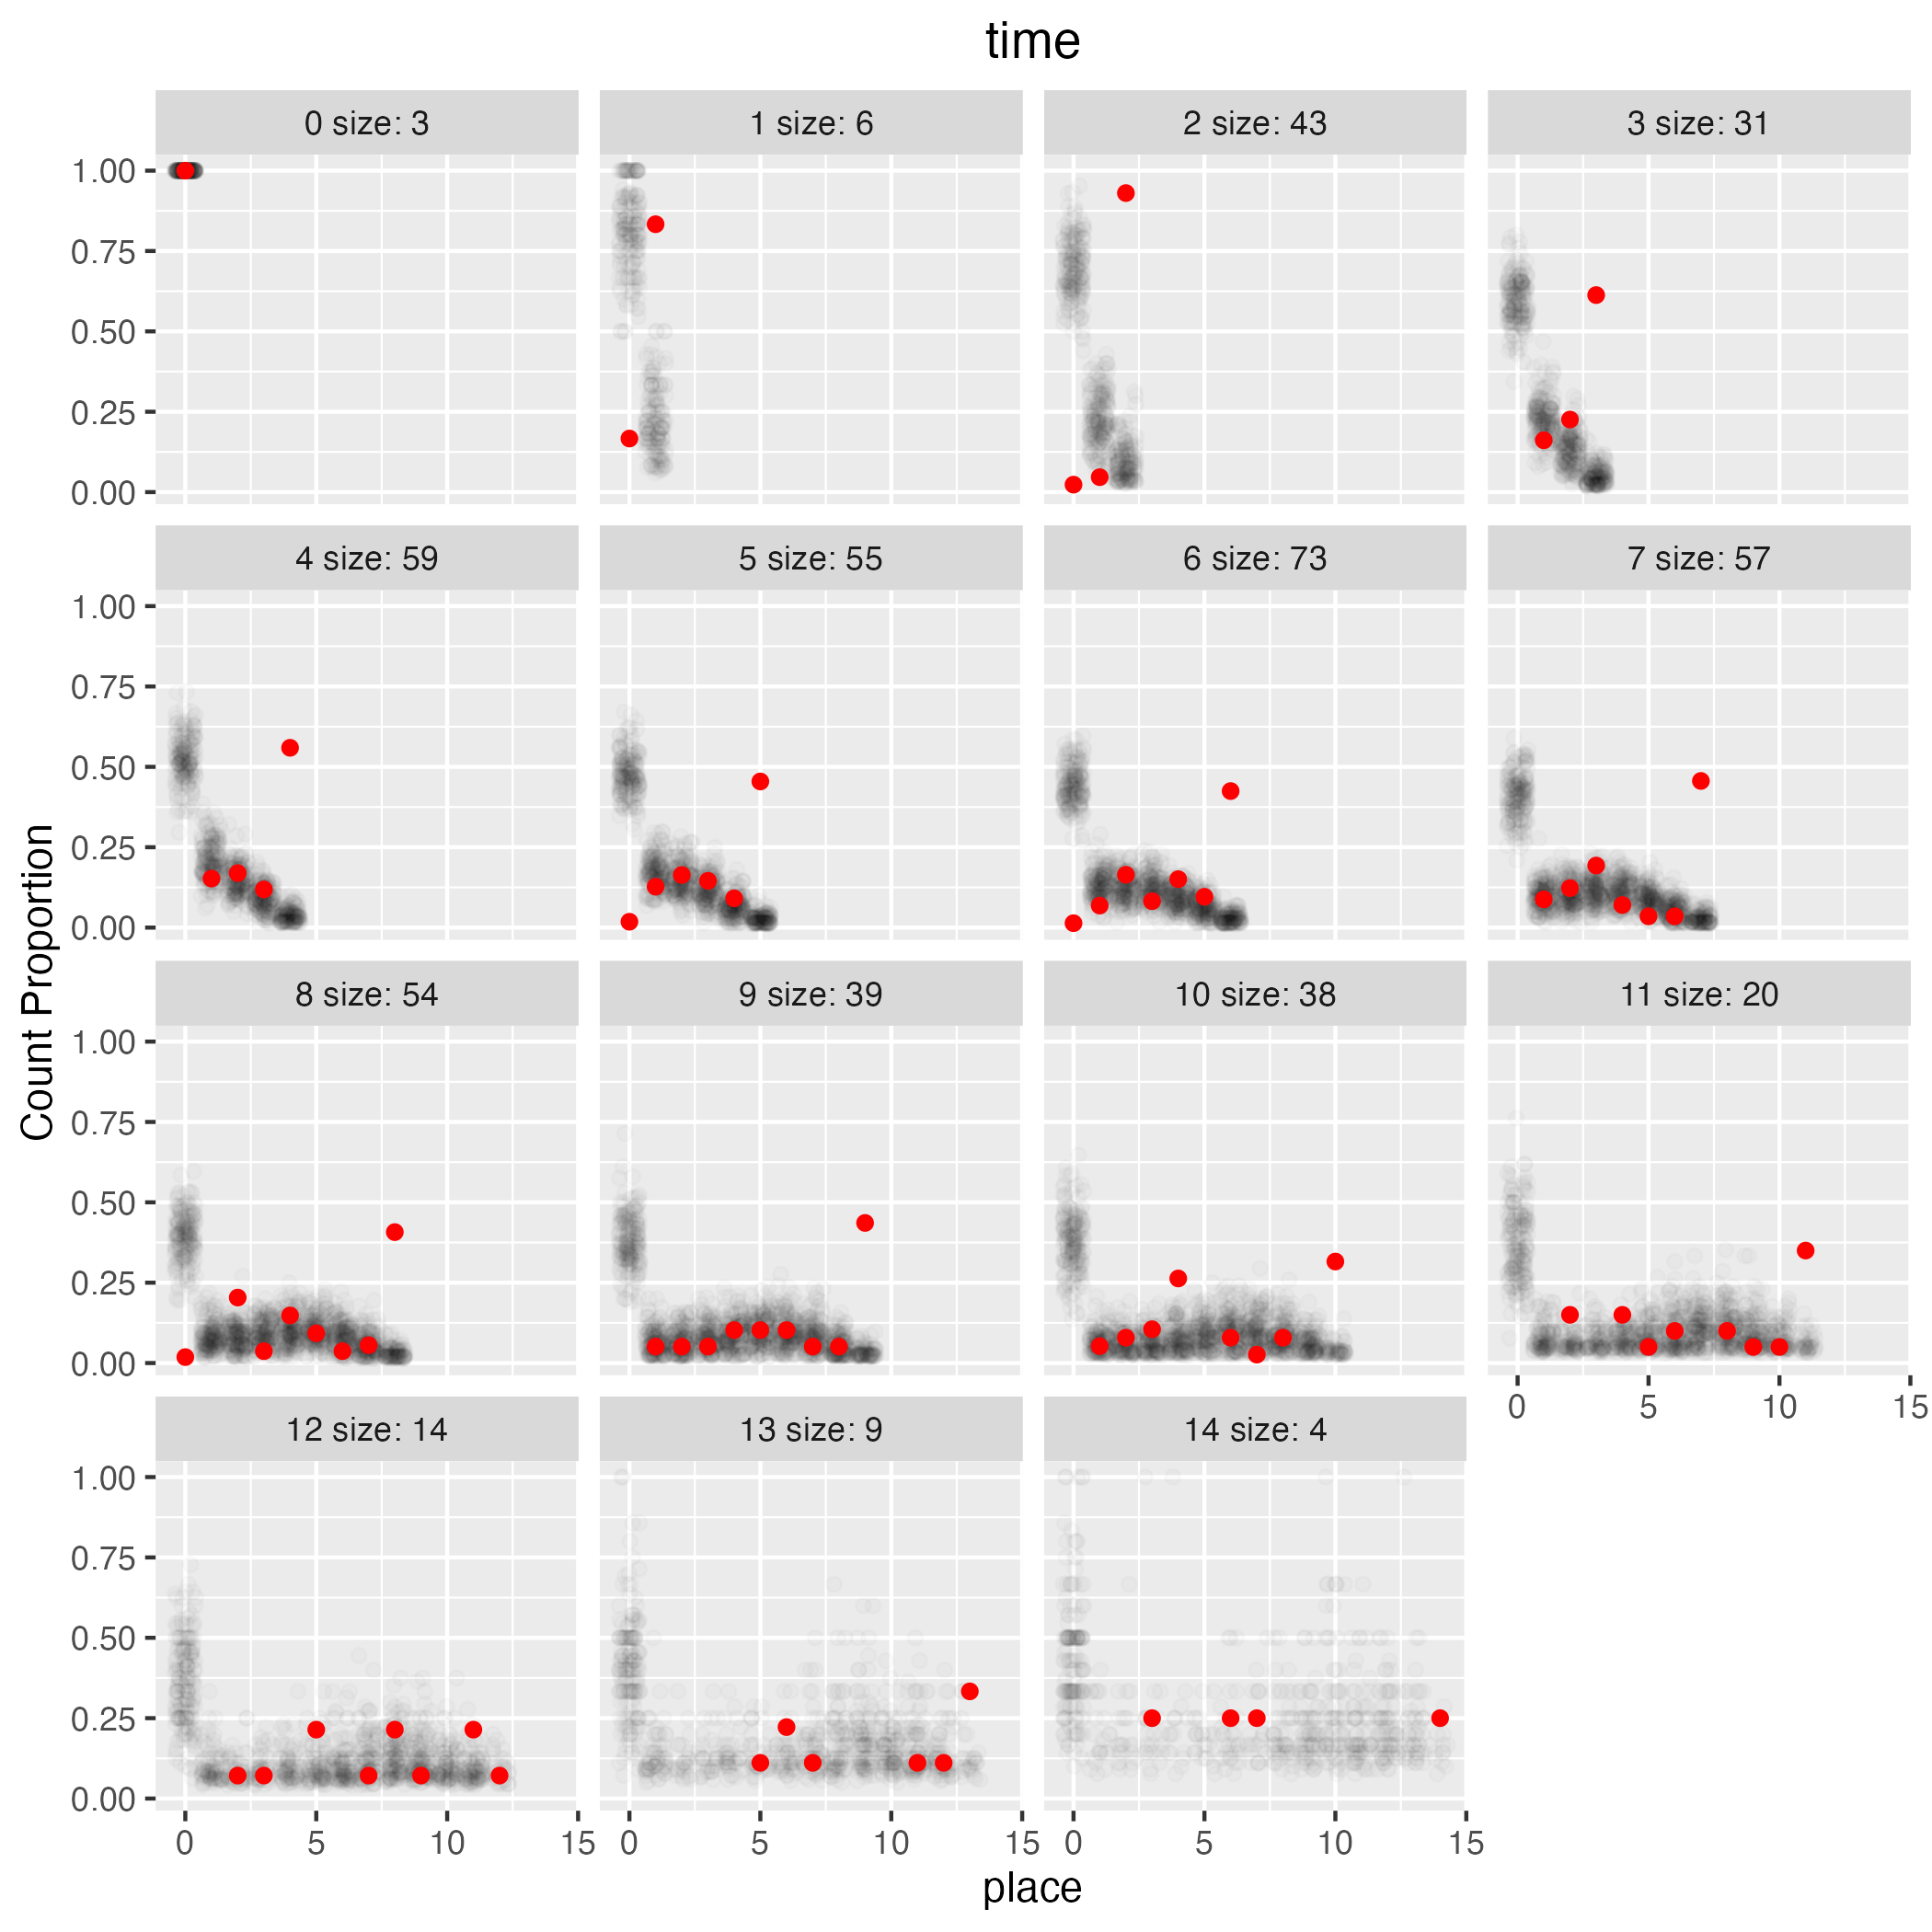 time
0 size: 3
1 size: 6
2 size: 43
3 size: 31
1.00
0.75
0.50
0.25
0.00
4 size: 59
5 size: 55
6 size: 73
7 size: 57
1.00
0.75
0.50
0.25
0.00
Count Proportion
8 size: 54
9 size: 39
10 size: 38
11 size: 20
1.00
0.75
0.50
0.25
0.00
0 5 10 15
12 size: 14
13 size: 9
14 size: 4
1.00
0.75
0.50
0.25
0.00
0 5 10 15
0 5 10 15
0 5 10 15
place